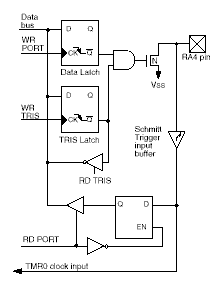 Data
bus
D Q
WR
PORT
CK Q
N
RA4 pin
Data Latch
Vss
D Q
WR
TRIS
CK Q
TRIS Latch
Schmitt
Trigger
input
buffer
RD TRIS
Q D
EN
RD PORT
TMR0 clock input